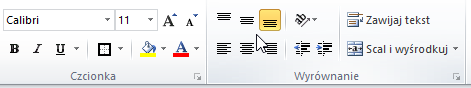 Calibri 11 A A Zawijaj tekst
B I U A Scal i wyśrodkuj
Czcionka Wyrównanie